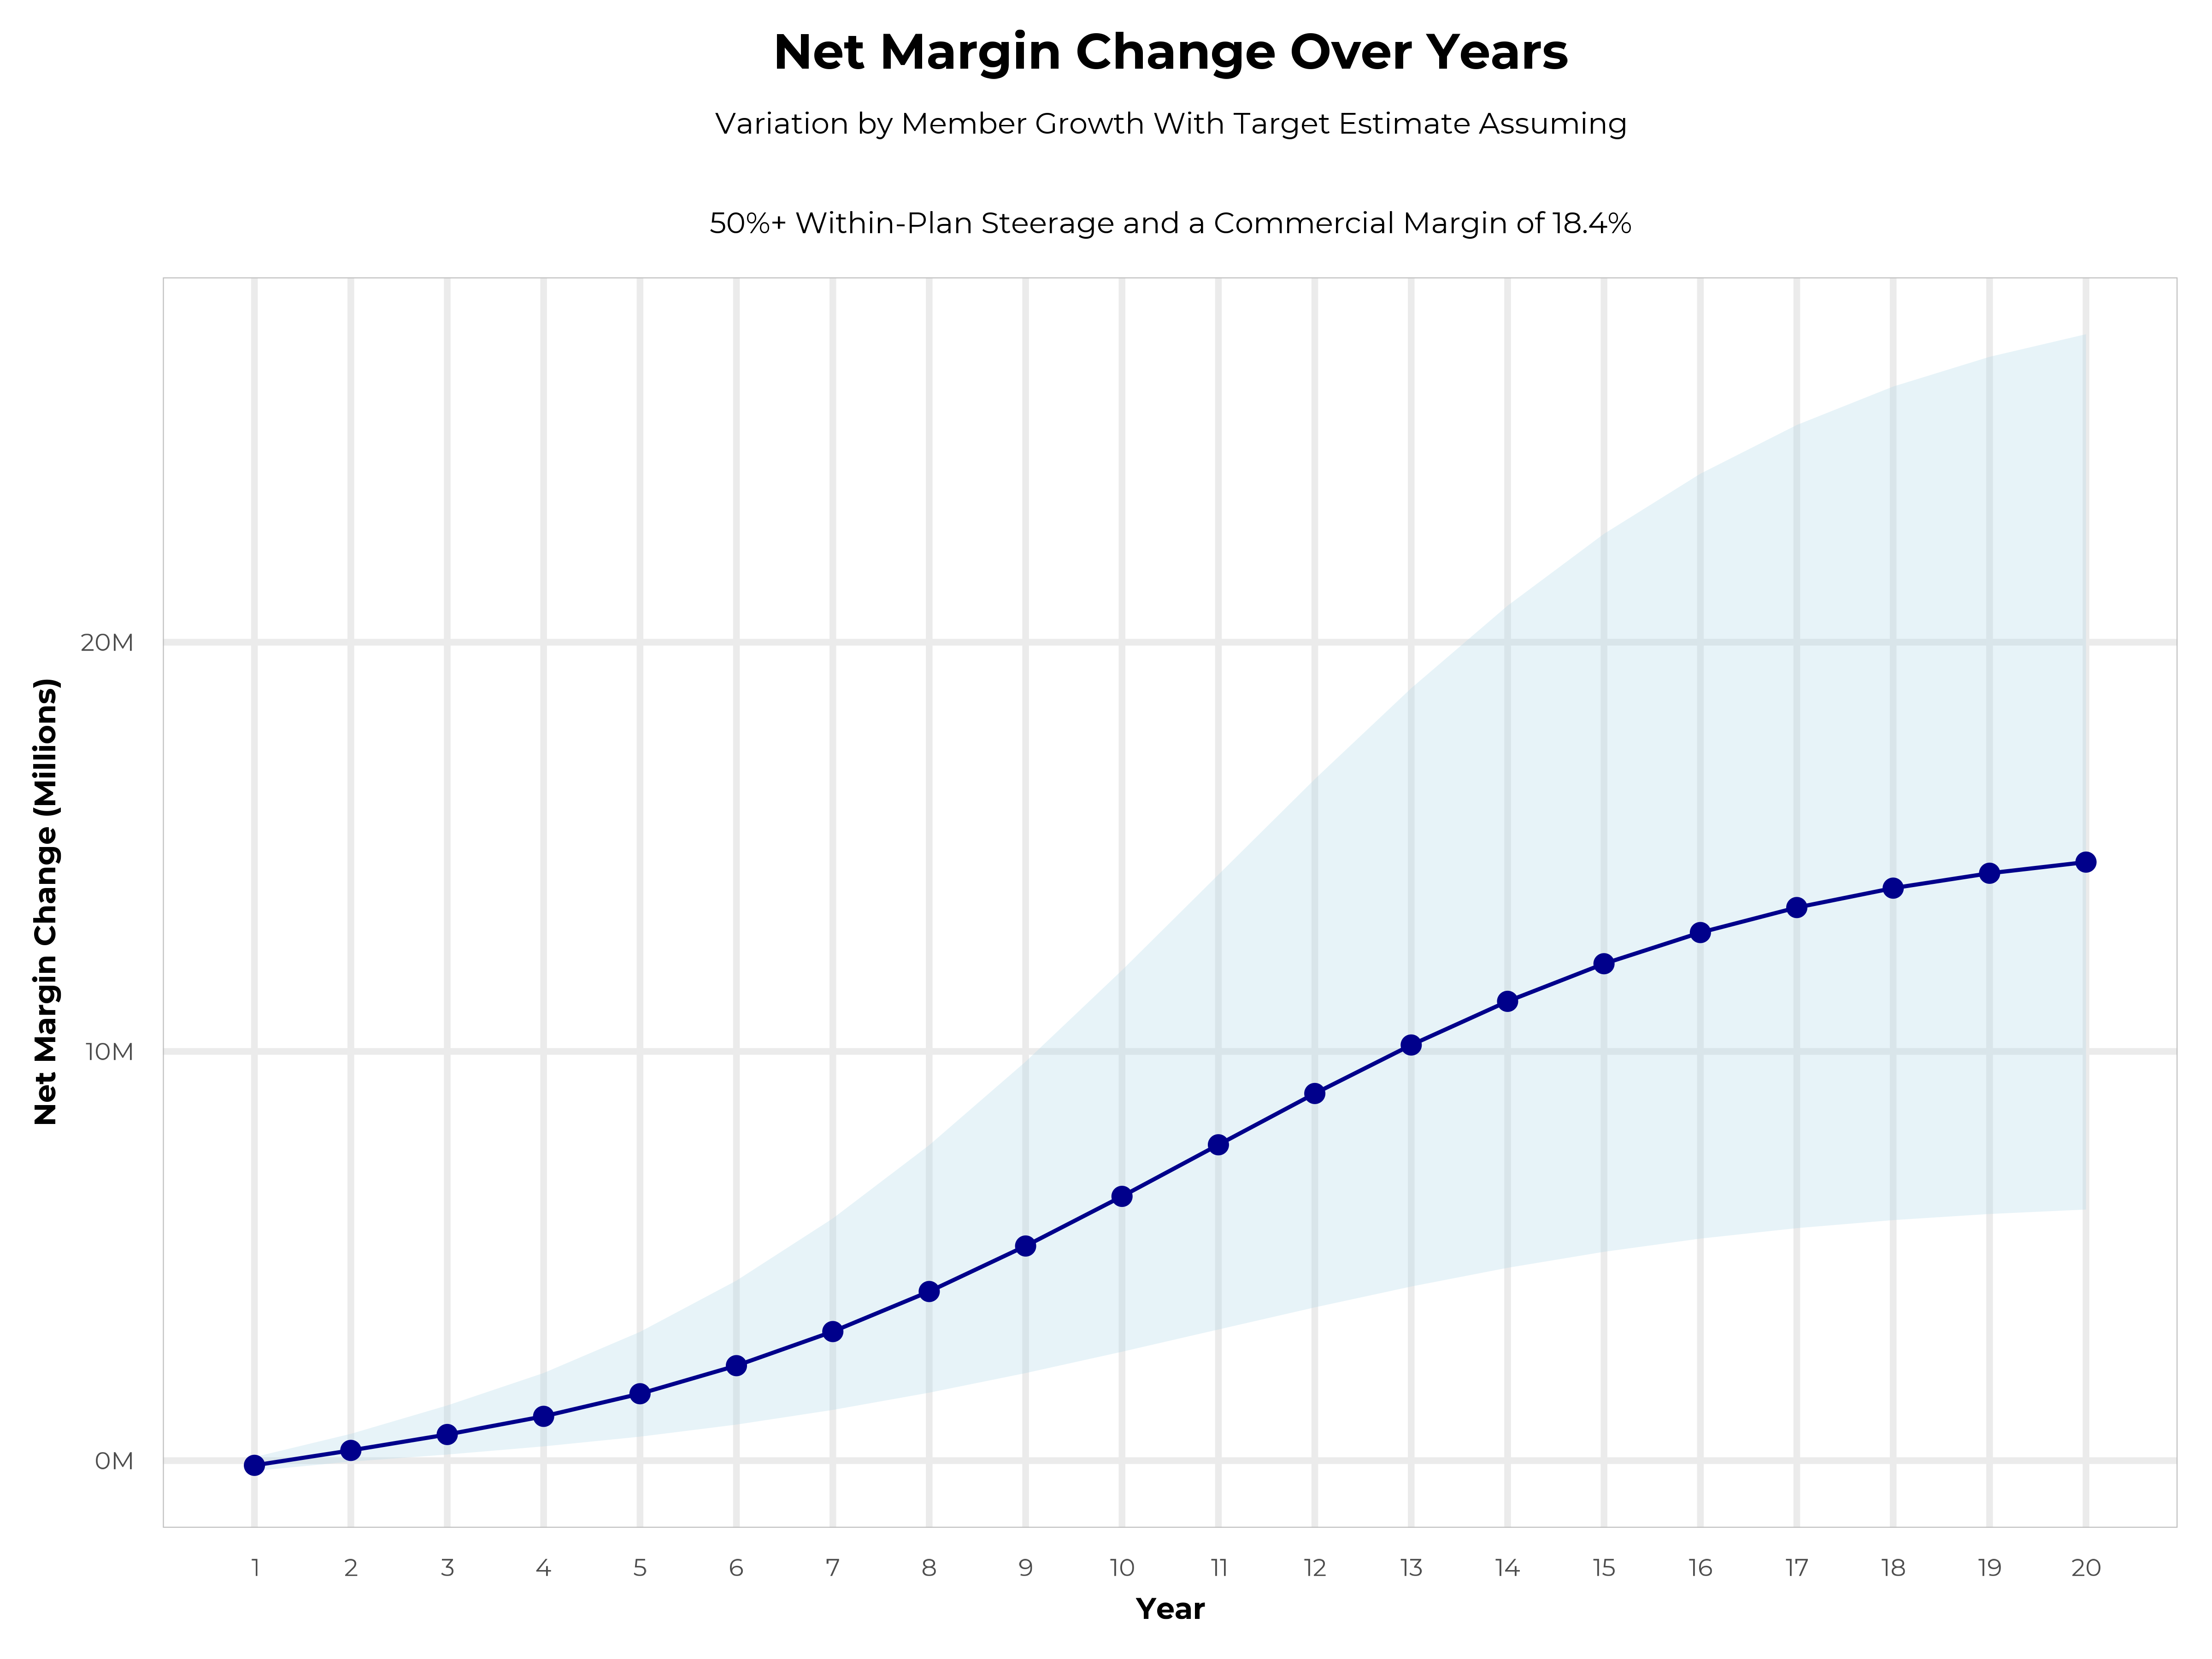 Net Margin Change Over Years
Variation by Member Growth With Target Estimate Assuming
50%+ Within-Plan Steerage and a Commercial Margin of 18.4%
Net Margin Change (Millions)
20M
10M
0M
1 2 3 4 5 6 7 8 9 10 11 12 13 14 15 16 17 18 19 20
Year